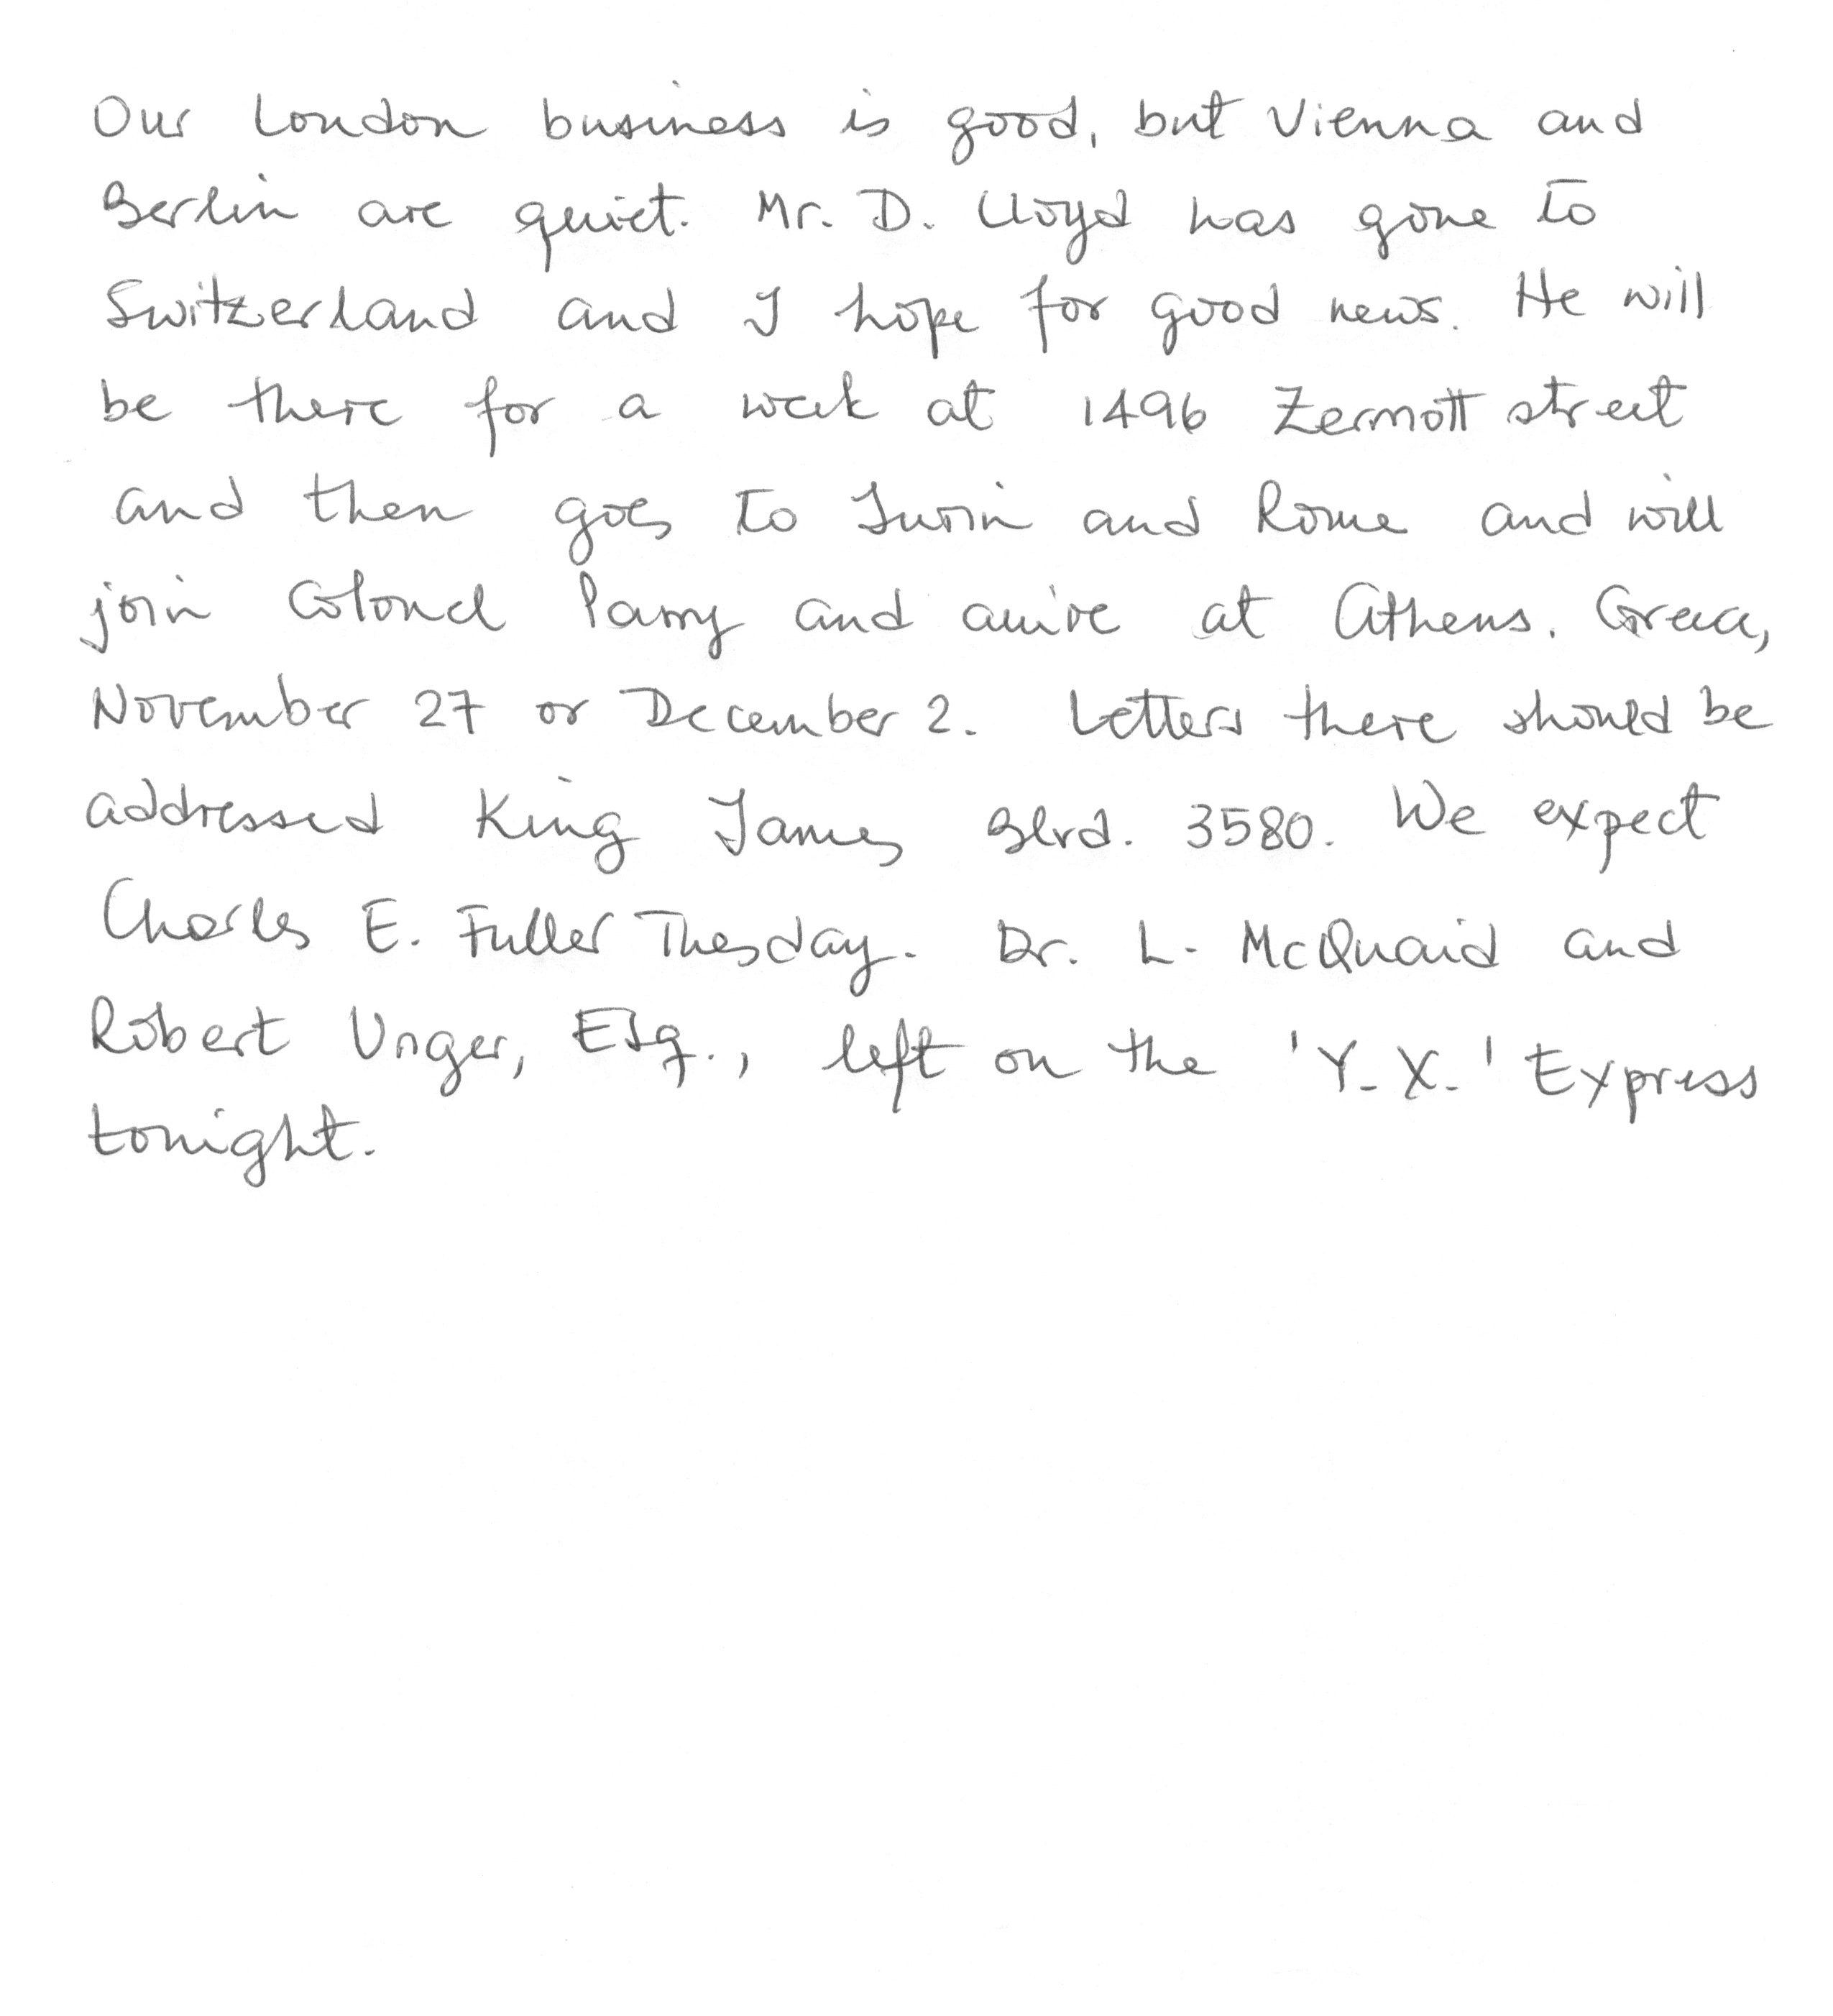 Our London business is good, but Vienna and
Berlin are quiet. Mr. D. Lloyd has gone to
Switzerland and I hope for good news. He will
be there for a week at 1496 Zermott street
and then goes to Turin and Rome and will
join Colonel Parry and arrive at Athens. Greece,
November 27 or December 2. Letters there should be
addressed King James Blvd. 3580. We expect
Charles E. Fuller Thesday. Dr. L. McQuaid and
Robert Unger, Esq., left on the 'Y.X.' Express
tonight.